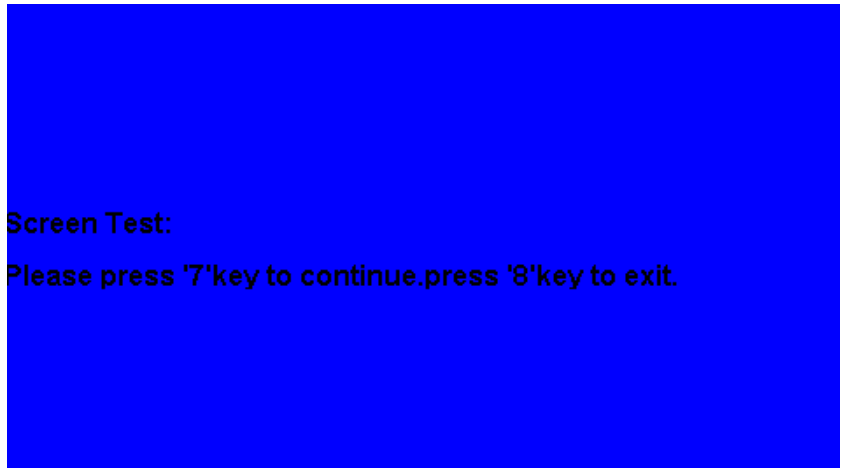 Screen Test:
Please press '7'key to continue.press '8'key to exit.